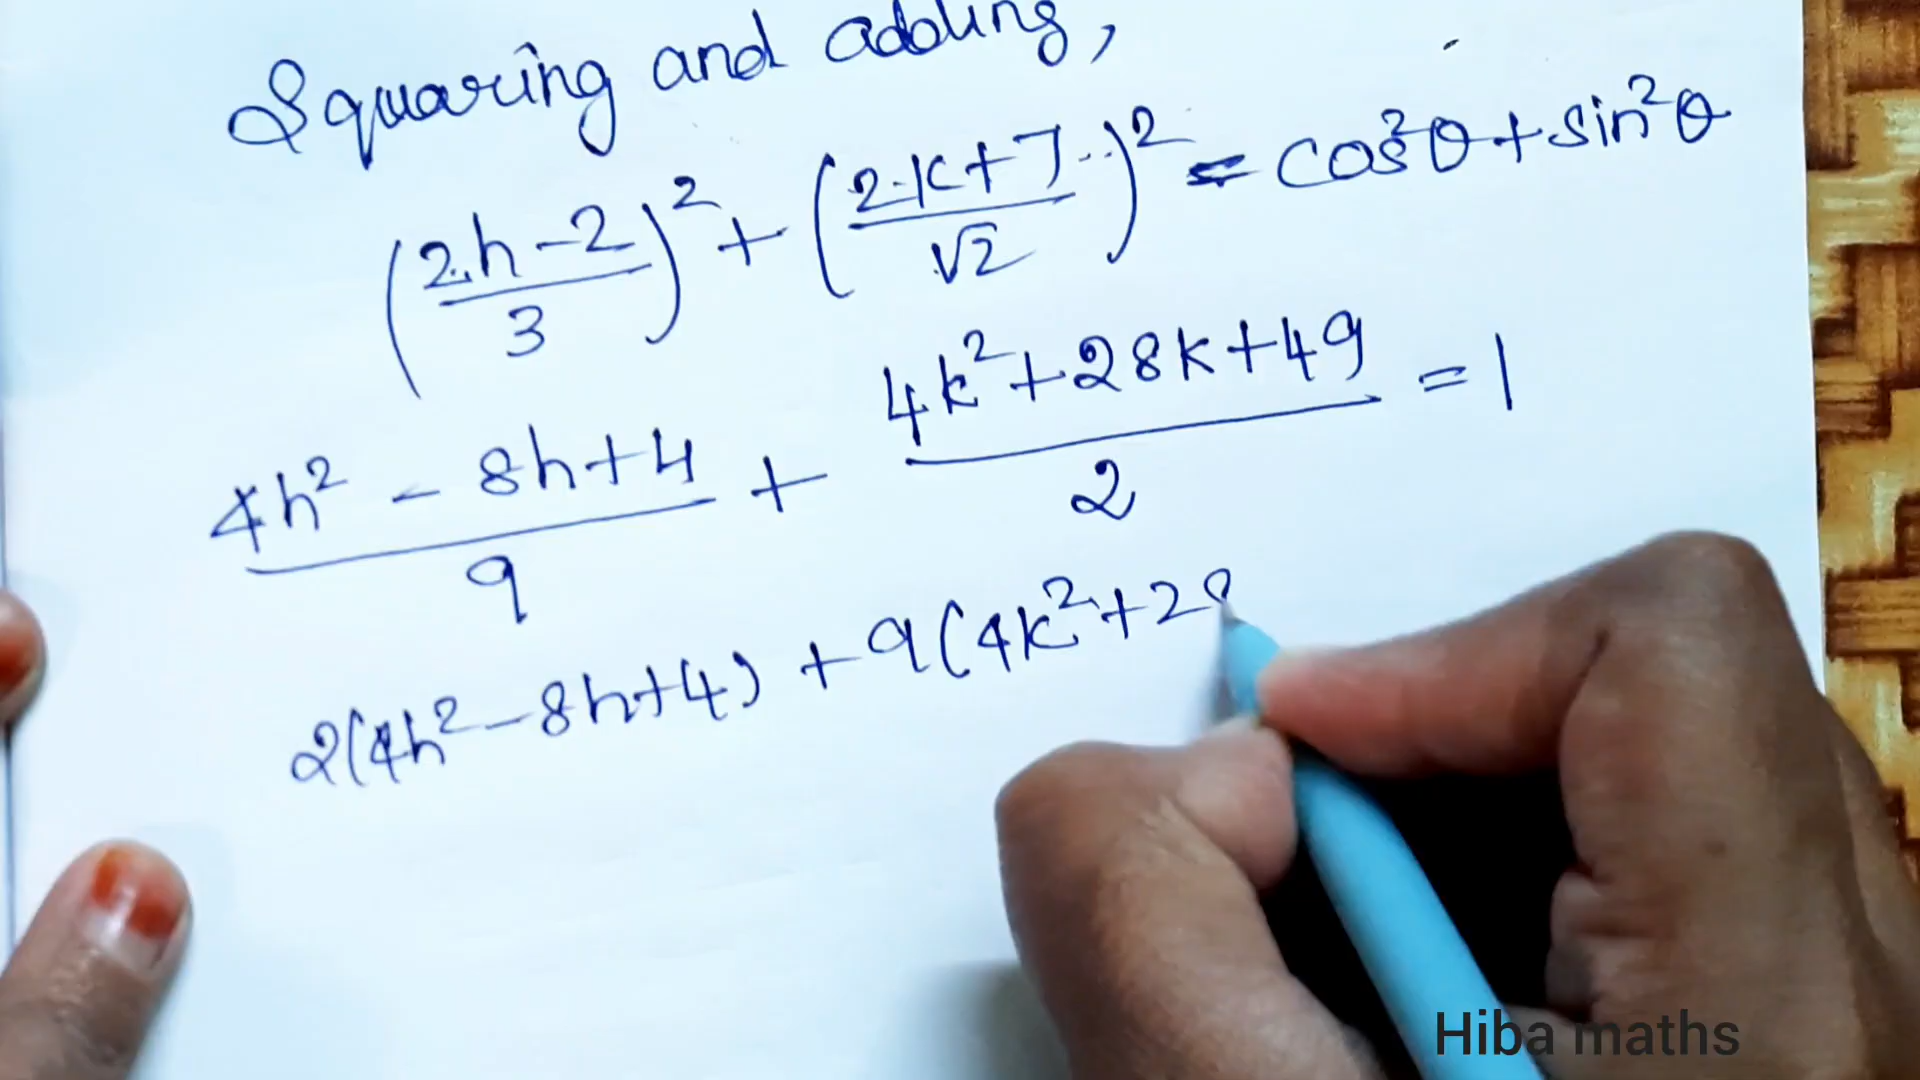 Squaring and adding,
(2h-2/3)² + (2k+7/√2)² = cos²θ + sin²θ
4h² - 8h+4/9 + 4k²+28k+49/2 = 1
2(4h²-8h+4) + 9(4k²+28
Hiba maths